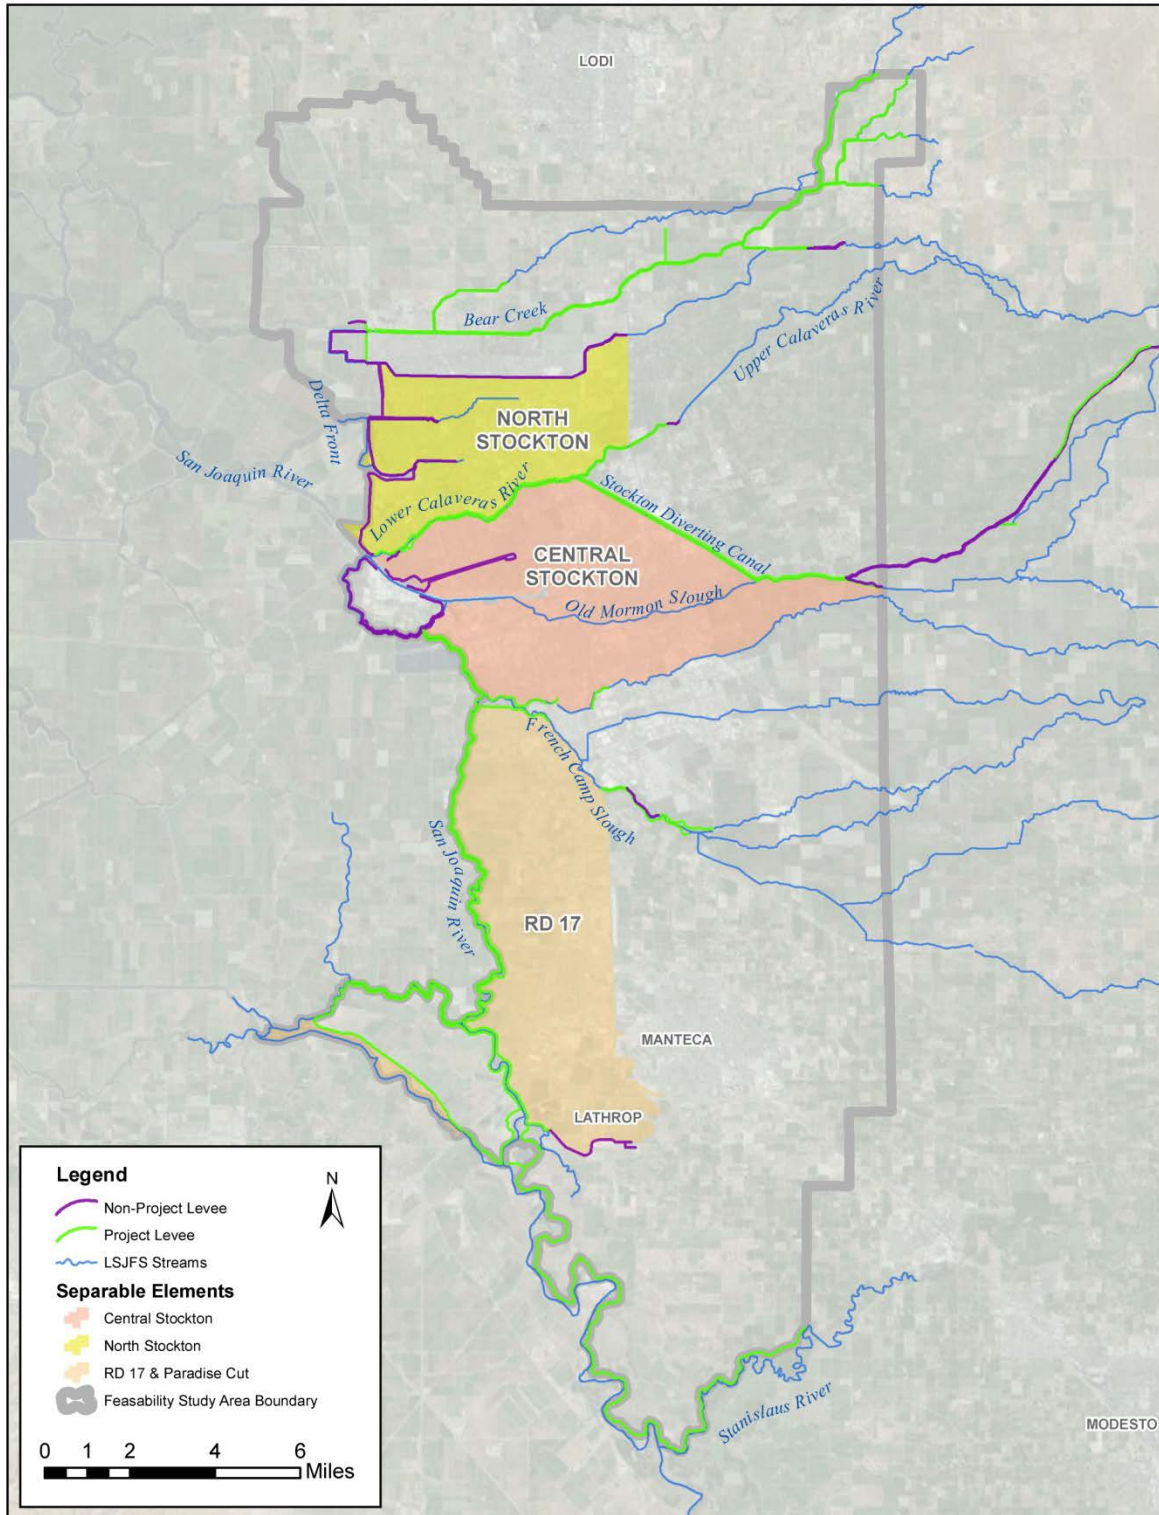 LODI
Bear Creek
Upper Calaveras River
Delta Front
NORTH
STOCKTON
San Joaquin River
Lower Calaveras River
Stockton Diverting Canal
CENTRAL
STOCKTON
Old Mormon Slough
French Camp Slough
San Joaquin River
RD 17
MANTECA
LATHROP
Legend
N
Non-Project Levee
Project Levee
LSJFS Streams
Separable Elements
Central Stockton
North Stockton
RD 17 & Paradise Cut
Feasability Study Area Boundary
0 1 2 4 6
Miles
Stanislaus River
MODESTO